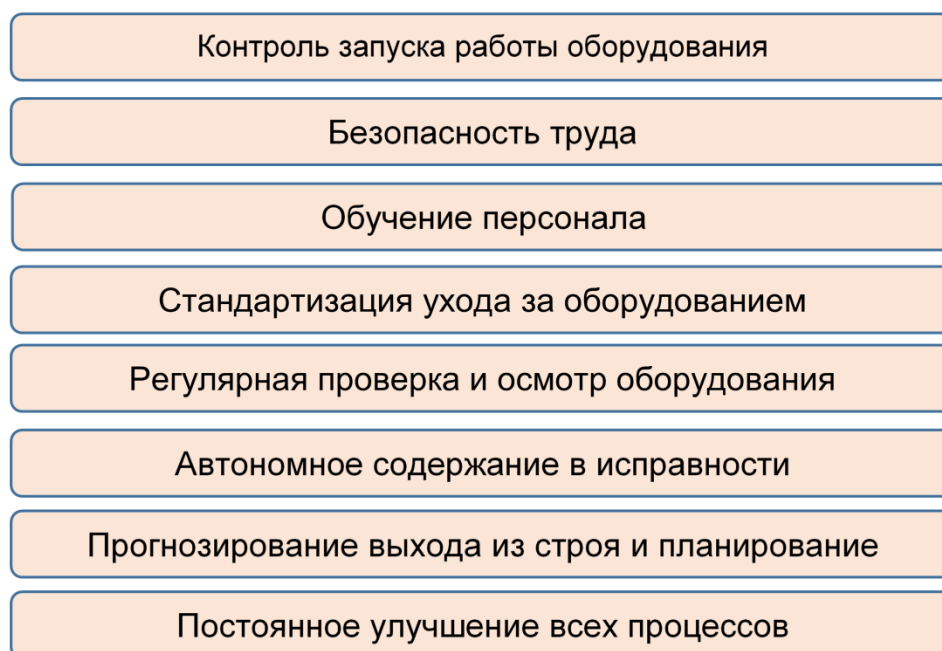 Контроль запуска работы оборудования
Безопасность труда
Обучение персонала
Стандартизация ухода за оборудованием
Регулярная проверка и осмотр оборудования
Автономное содержание в исправности
Прогнозирование выхода из строя и планирование
Постоянное улучшение всех процессов